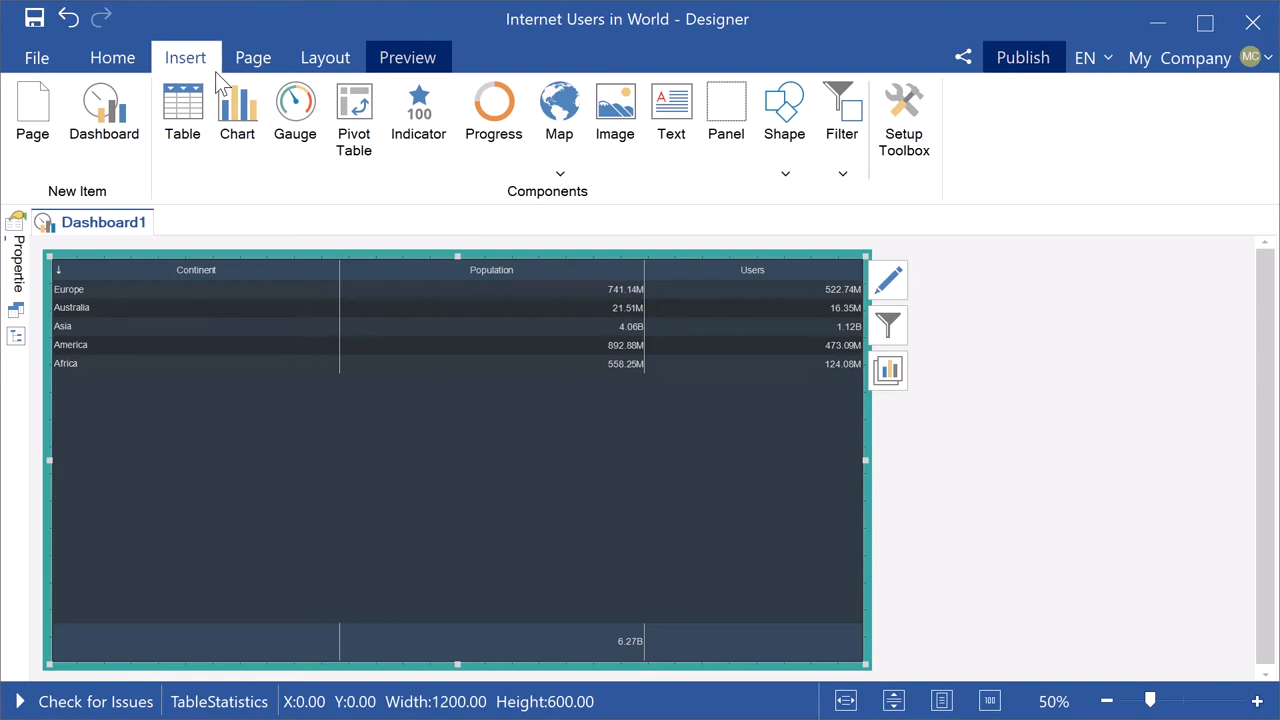 Internet Users in World - Designer
File Home Insert Page Layout Preview Publish EN My Company MC
Page Dashboard Table Chart Gauge Pivot Table Indicator Progress Map Image Text Panel Shape Filter Setup Toolbox
100
New Item Components
Dashboard1
Propertie
↓ Continent Population Users
Europe 741.14M 522.74M
Australia 21.51M 16.35M
Asia 4.06B 1.12B
America 892.88M 473.09M
Africa 558.25M 124.08M
6.27B
Check for Issues TableStatistics X:0.00 Y:0.00 Width:1200.00 Height:600.00 100 50%